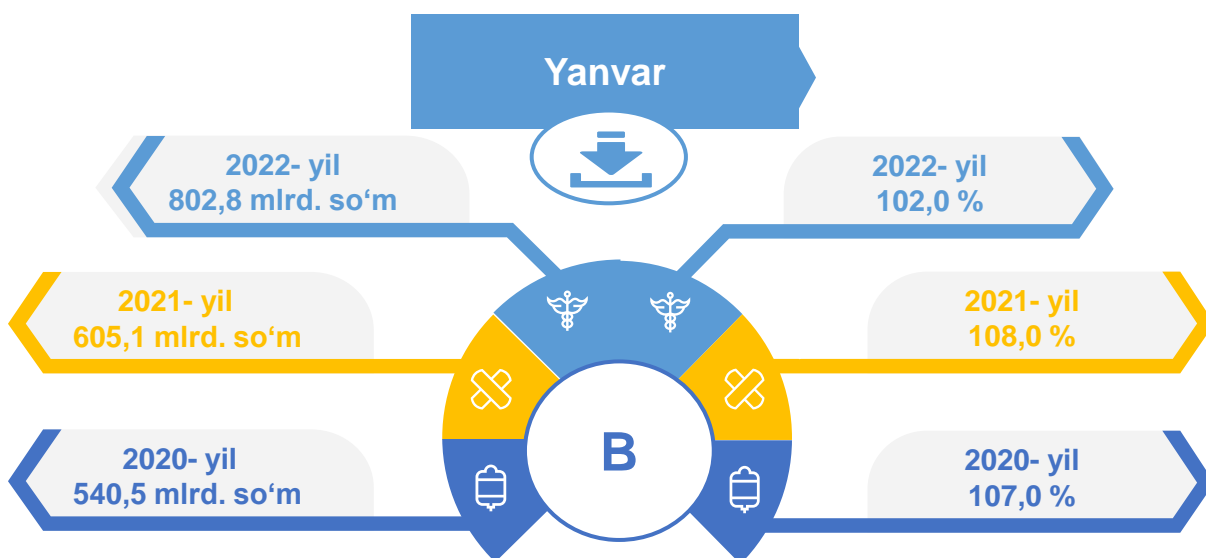 Yanvar
2022- yil
802,8 mlrd. so‘m
2022- yil
102,0 %
2021- yil
605,1 mlrd. so‘m
2021- yil
108,0 %
B
2020- yil
540,5 mlrd. so‘m
2020- yil
107,0 %